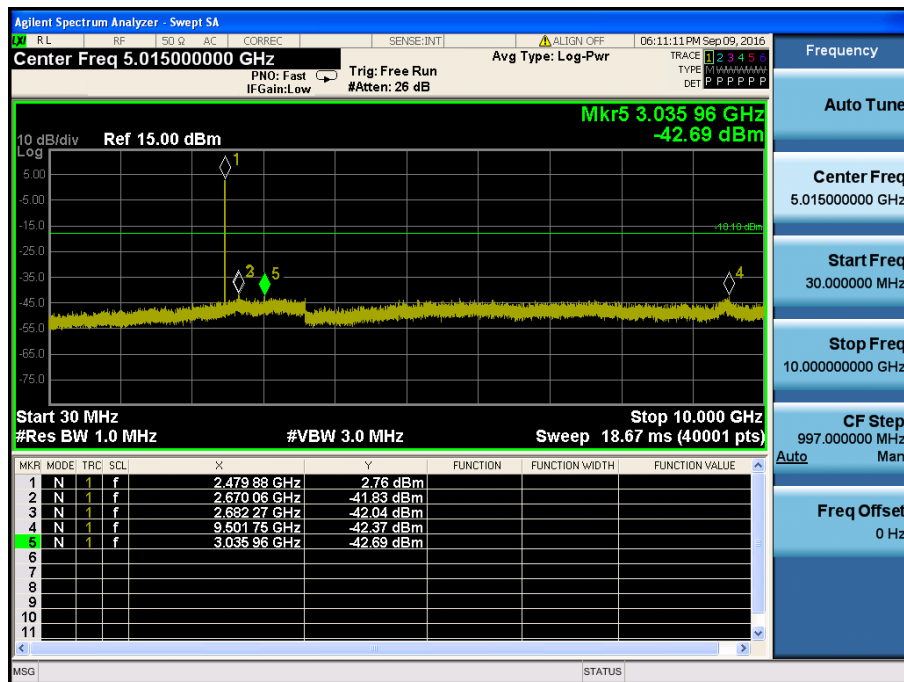 Agilent Spectrum Analyzer - Swept SA
LXI RL RF 50 Ω AC CORREC SENSE:INT ALIGN OFF 06:11:11 PM Sep 09, 2016
Center Freq 5.015000000 GHz
PNO: Fast
IFGain:Low
Trig: Free Run
#Atten: 26 dB
Avg Type: Log-Pwr
TRACE 1 2 3 4 5 6
TYPE M WWWWW
DET P P P P P P
Mkr5 3.035 96 GHz
-42.69 dBm
10 dB/div Ref 15.00 dBm
Log
1
5.00
-5.00
-15.0
-25.0
2
5
4
-35.0
-45.0
-55.0
-65.0
-75.0
Start 30 MHz Stop 10.000 GHz
#Res BW 1.0 MHz #VBW 3.0 MHz Sweep 18.67 ms (40001 pts)
MKR MODE TRC SCL X Y FUNCTION FUNCTION WIDTH FUNCTION VALUE
1 N 1 f 2.479 88 GHz 2.76 dBm
2 N 1 f 2.670 06 GHz -41.83 dBm
3 N 1 f 2.682 27 GHz -42.04 dBm
4 N 1 f 9.501 75 GHz -42.37 dBm
5 N 1 f 3.035 96 GHz -42.69 dBm
6
7
8
9
10
11
MSG STATUS
Frequency
Auto Tune
Center Freq
5.015000000 GHz
Start Freq
30.000000 MHz
Stop Freq
10.000000000 GHz
CF Step
997.000000 MHz
Auto Man
Freq Offset
0 Hz